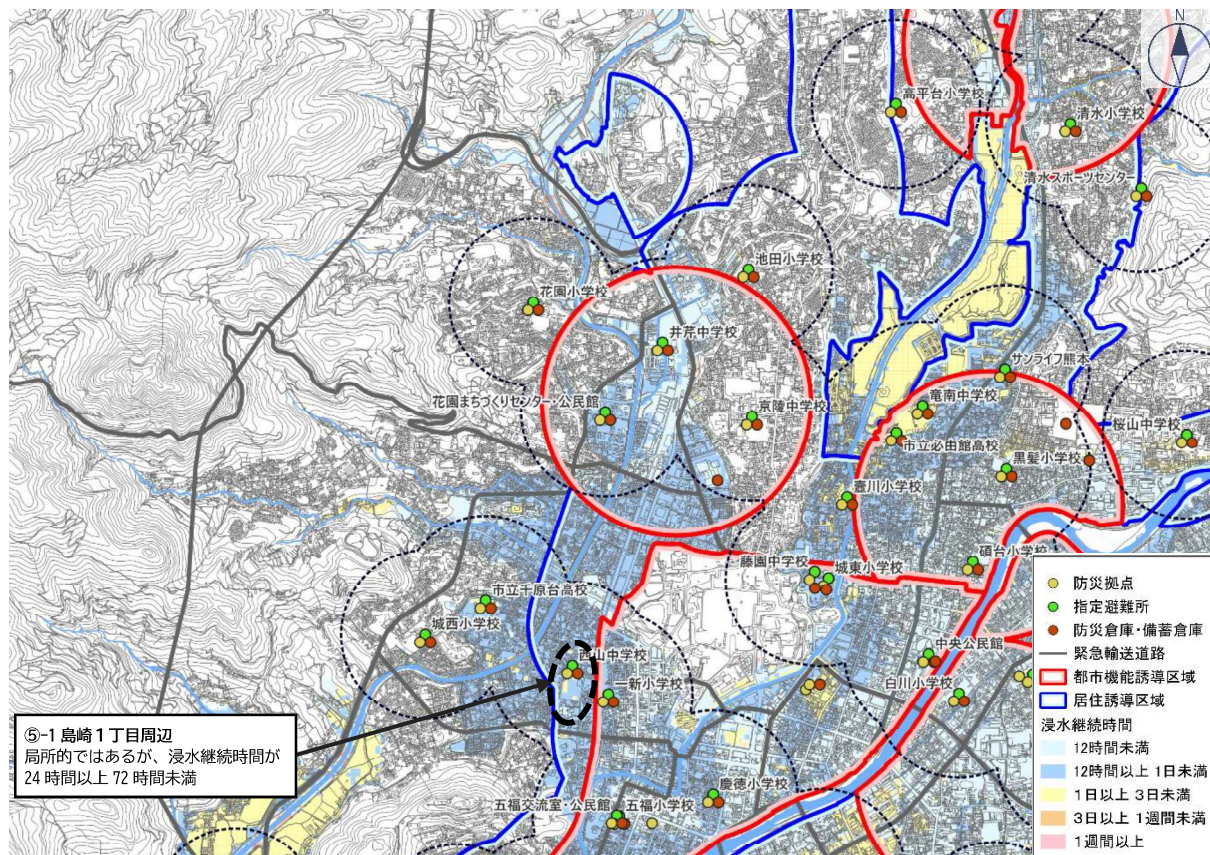 N
高平台小学校
清水小学校
清水スポーツセンター
池田小学校
花園小学校
井芹中学校
サンライフ熊本
花園まちづくりセンター・公民館
京陵中学校
竜南中学校
桜山中学校
市立必由館高校
黒髪小学校
壺川小学校
碩台小学校
藤園中学校
城東小学校
市立千原台高校
城西小学校
西山中学校
一新小学校
中央公民館
白川小学校
慶徳小学校
五福交流室・公民館
五福小学校
⑤-1 島崎1丁目周辺
局所的ではあるが、浸水継続時間が
24 時間以上 72 時間未満
防災拠点
指定避難所
防災倉庫・備蓄倉庫
緊急輸送道路
都市機能誘導区域
居住誘導区域
浸水継続時間
12時間未満
12時間以上 1日未満
1日以上 3日未満
3日以上 1週間未満
1週間以上